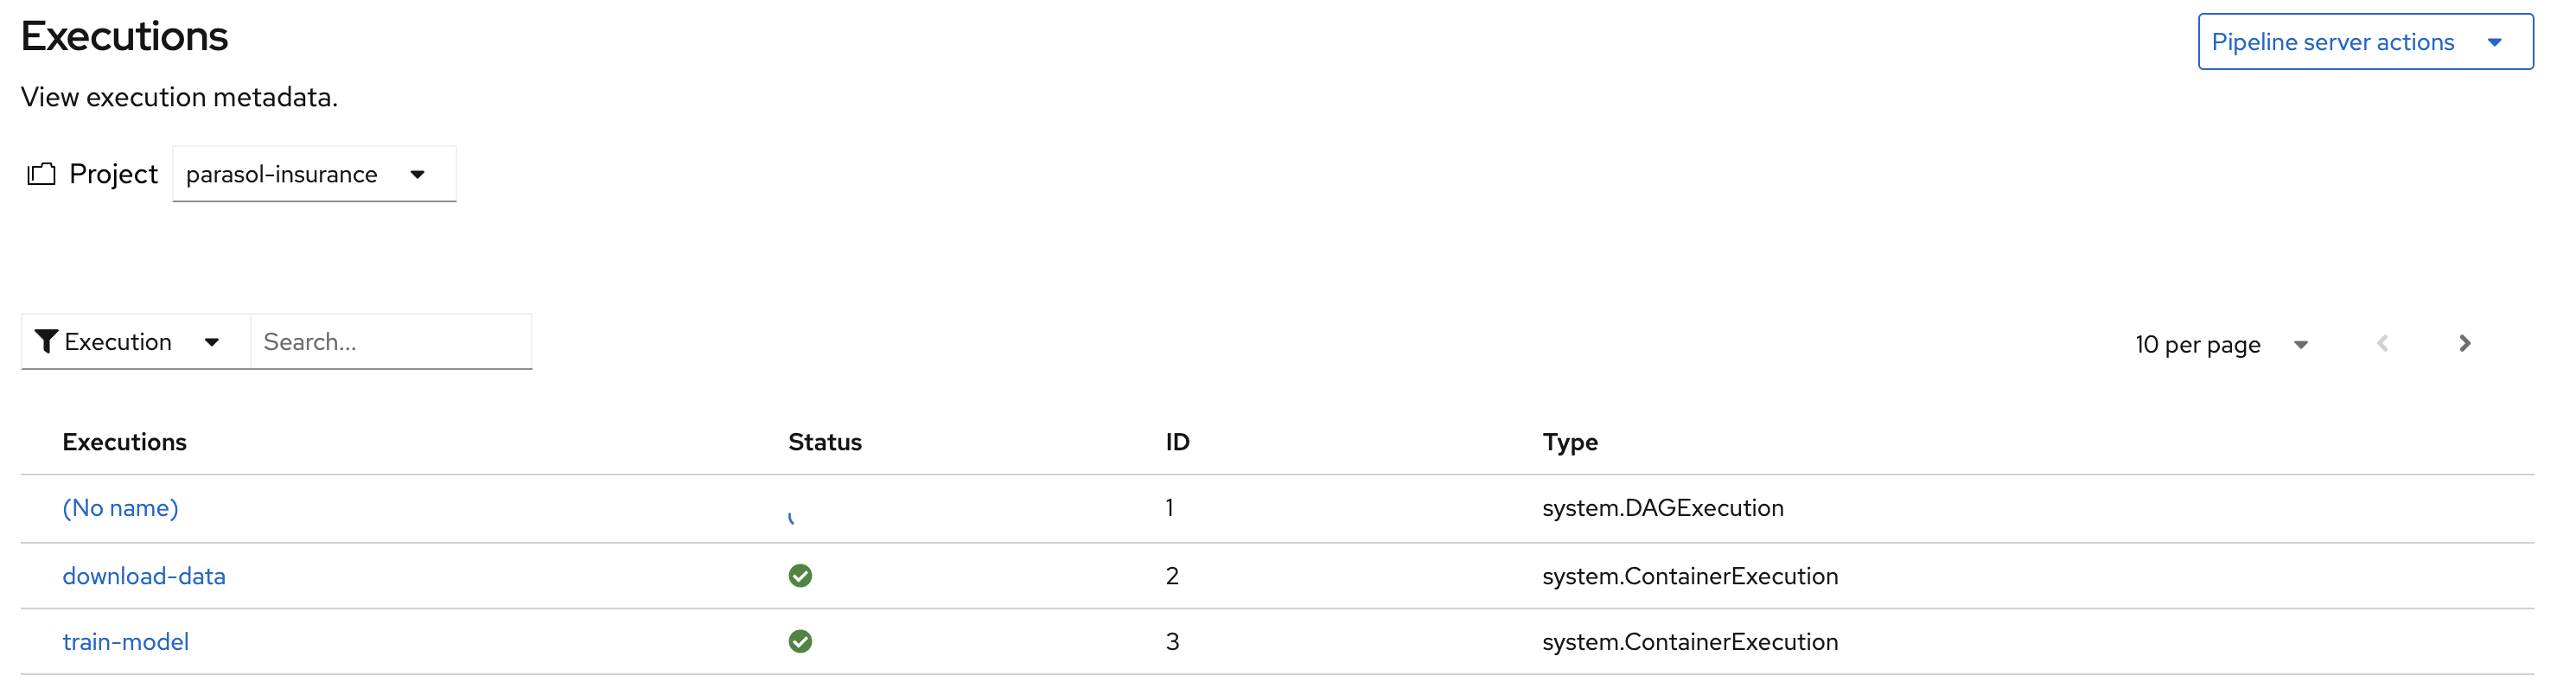 Executions
Pipeline server actions
View execution metadata.
Project parasol-insurance
Execution Search...
10 per page
Executions Status ID Type
(No name) 1 system.DAGExecution
download-data 2 system.ContainerExecution
train-model 3 system.ContainerExecution